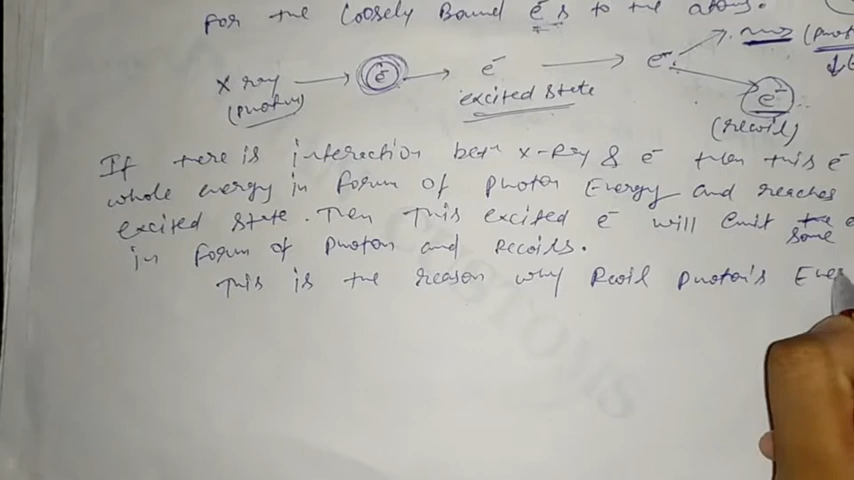 For the Loosely Bound e⁻s to the atoms.
X ray → e⁻ → e⁻ → e⁻
(photon) excited state
e⁻
(recoil)
If there is interaction betn X-Ray & e⁻ then this e⁻
whole energy in form of photon Energy and reaches
excited state. Then this excited e⁻ will emit some
in form of photon and recoils.
This is the reason why Recoil photon's Ener
CUSTOMS